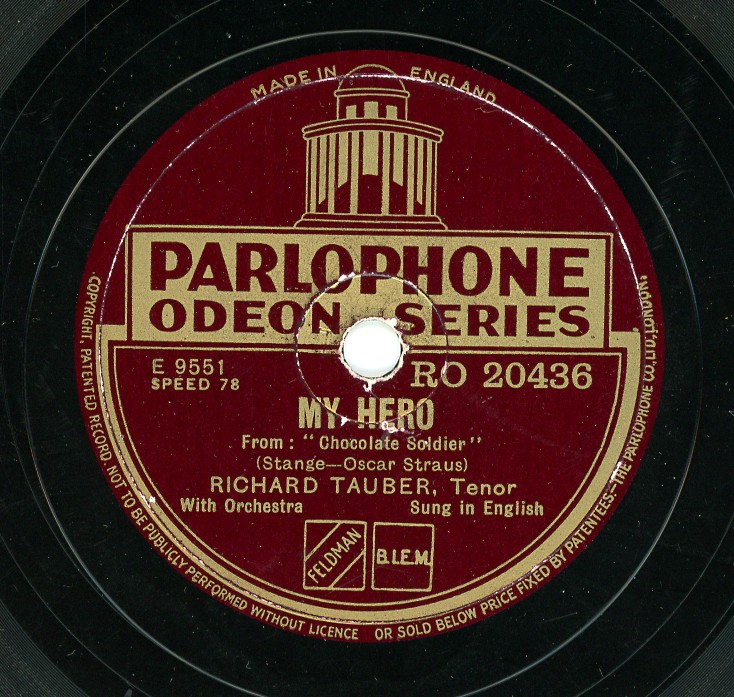 MADE IN ENGLAND
PARLOPHONE
ODEON SERIES
E 9551
SPEED 78
RO 20436
MY HERO
From: "Chocolate Soldier"
(Stange—Oscar Straus)
RICHARD TAUBER, Tenor
With Orchestra
Sung in English
FELDMAN
B.I.E.M.
COPYRIGHT, PATENTED RECORD. NOT TO BE PUBLICLY PERFORMED WITHOUT LICENCE OR SOLD BELOW PRICE FIXED BY PATENTEES:- THE PARLOPHONE CO., LTD., LONDON.